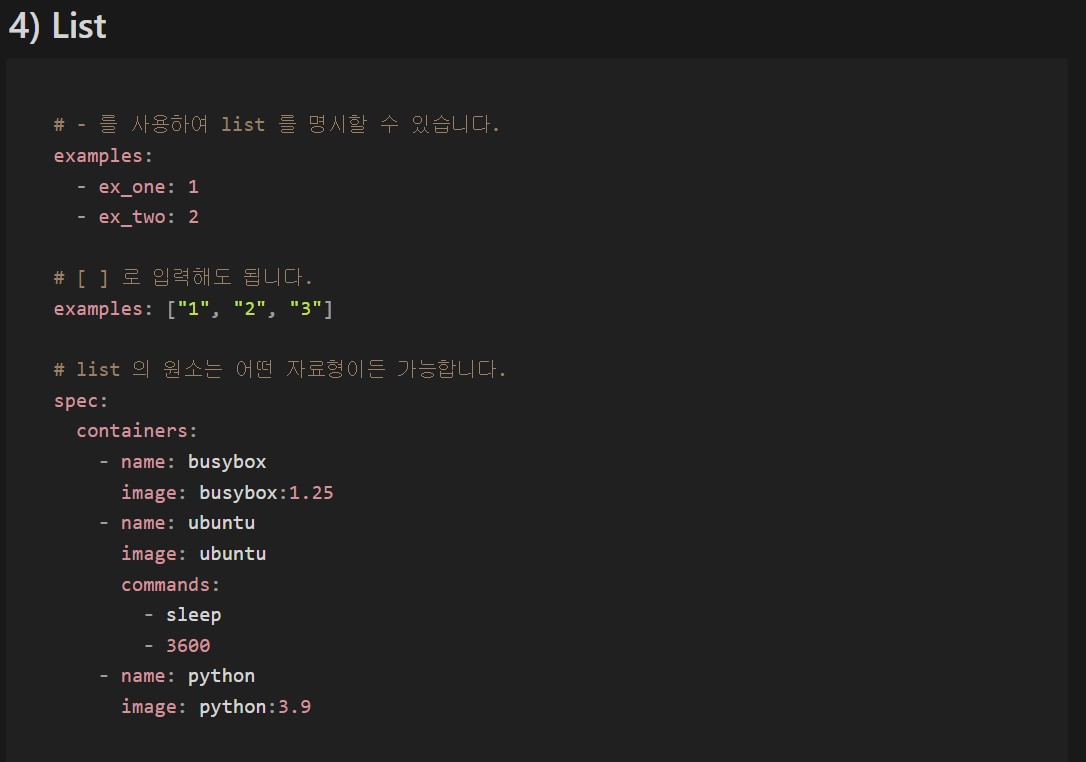 4) List
# - 를 사용하여 list 를 명시할 수 있습니다.
examples:
  - ex_one: 1
  - ex_two: 2
# [ ] 로 입력해도 됩니다.
examples: ["1", "2", "3"]
# list 의 원소는 어떤 자료형이든 가능합니다.
spec:
  containers:
    - name: busybox
      image: busybox:1.25
    - name: ubuntu
      image: ubuntu
      commands:
        - sleep
        - 3600
    - name: python
      image: python:3.9